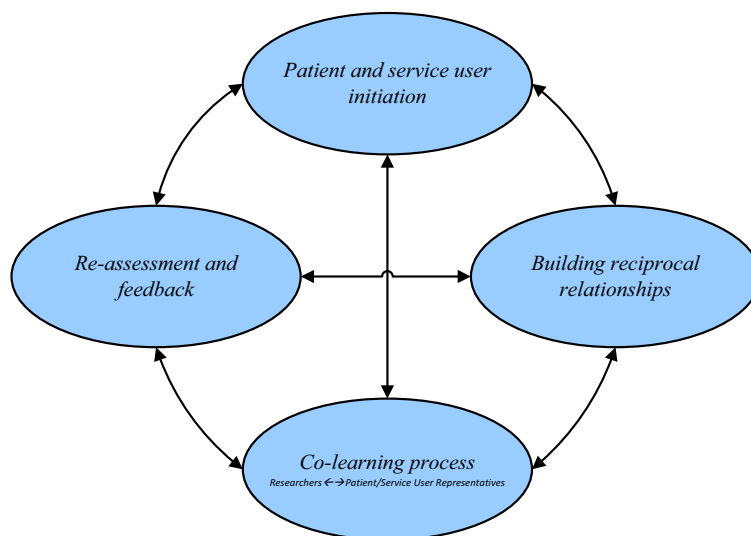 Patient and service user
initiation
Re-assessment and
feedback
Building reciprocal
relationships
Co-learning process
Researchers ←→Patient/Service User Representatives